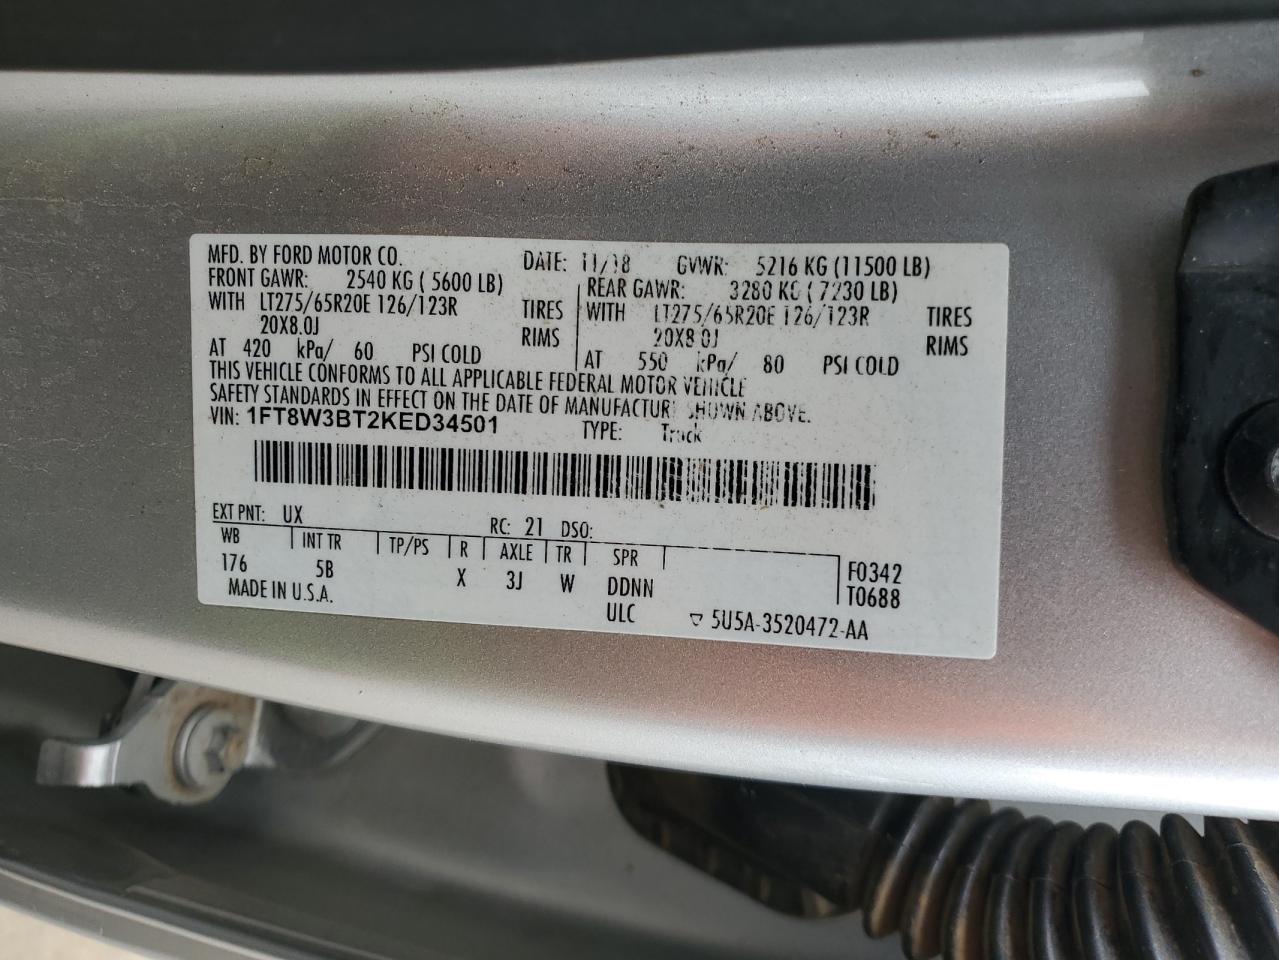 MFD. BY FORD MOTOR CO. DATE: 11/18 GVWR: 5216 KG (11500 LB)
FRONT GAWR: 2540 KG ( 5600 LB) REAR GAWR: 3280 KG ( 7230 LB)
WITH LT275/65R20E 126/123R TIRES WITH LT275/65R20E 126/123R TIRES
20X8.0J RIMS 20X8.0J RIMS
AT 420 kPa/ 60 PSI COLD AT 550 kPa/ 80 PSI COLD
THIS VEHICLE CONFORMS TO ALL APPLICABLE FEDERAL MOTOR VEHICLE
SAFETY STANDARDS IN EFFECT ON THE DATE OF MANUFACTUR SHOWN ABOVE.
VIN: 1FT8W3BT2KED34501 TYPE: Truck
EXT PNT: UX RC: 21 DSO:
WB INT TR TP/PS R AXLE TR SPR
176 5B X 3J W DDNN F0342
MADE IN U.S.A. ULC T0688
▽ 5U5A-3520472-AA